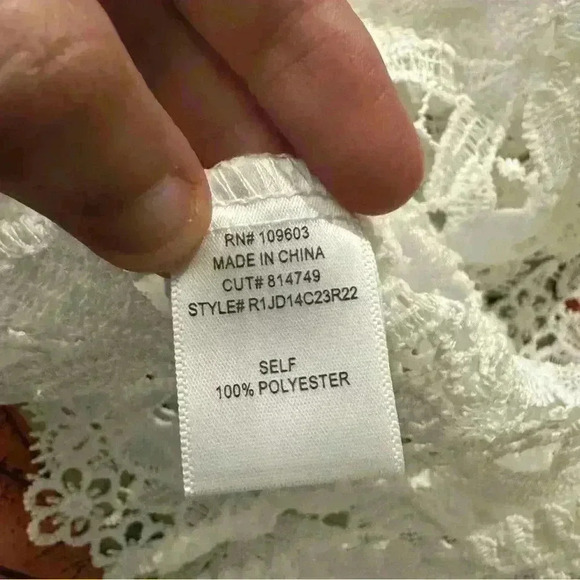 RN# 109603
MADE IN CHINA
CUT# 814749
STYLE# R1JD14C23R22
SELF
100% POLYESTER